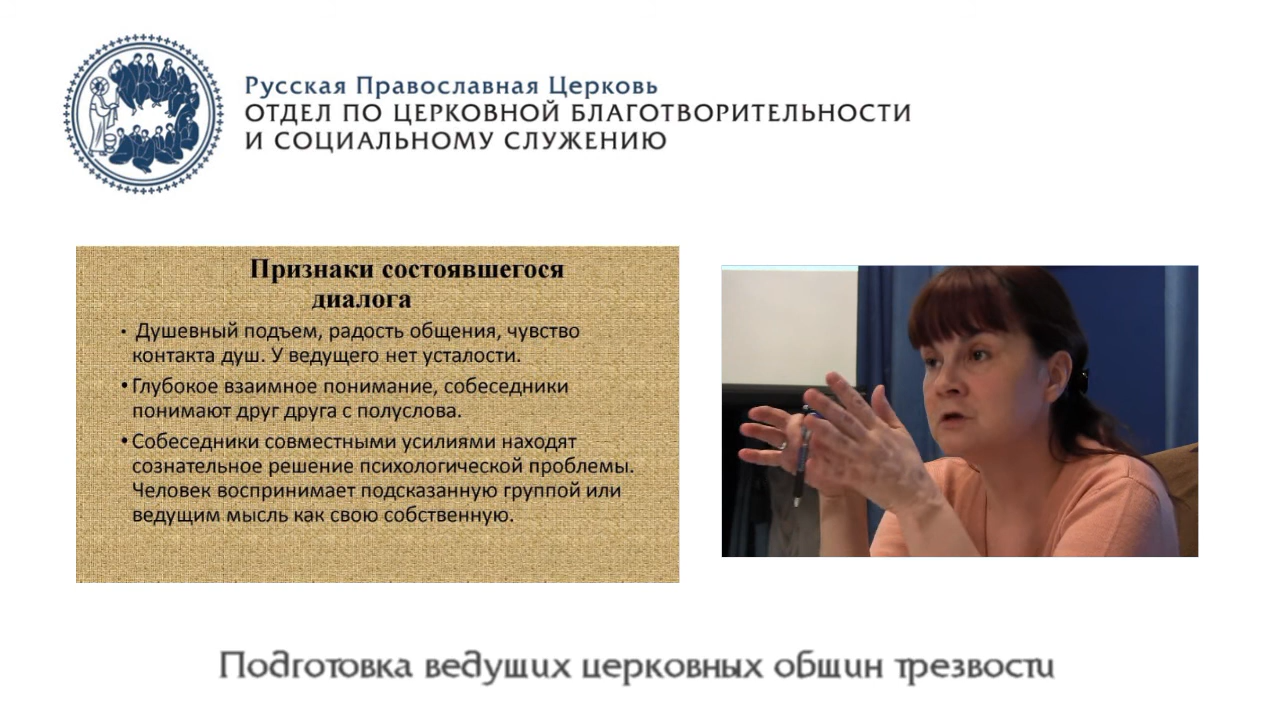 Русская Православная Церковь
ОТДЕЛ ПО ЦЕРКОВНОЙ БЛАГОТВОРИТЕЛЬНОСТИ
И СОЦИАЛЬНОМУ СЛУЖЕНИЮ
Признаки состоявшегося
диалога
• Душевный подъем, радость общения, чувство
контакта душ. У ведущего нет усталости.
• Глубокое взаимное понимание, собеседники
понимают друг друга с полуслова.
• Собеседники совместными усилиями находят
сознательное решение психологической проблемы.
Человек воспринимает подсказанную группой или
ведущим мысль как свою собственную.
Подготовка ведущих церковных общин трезвости